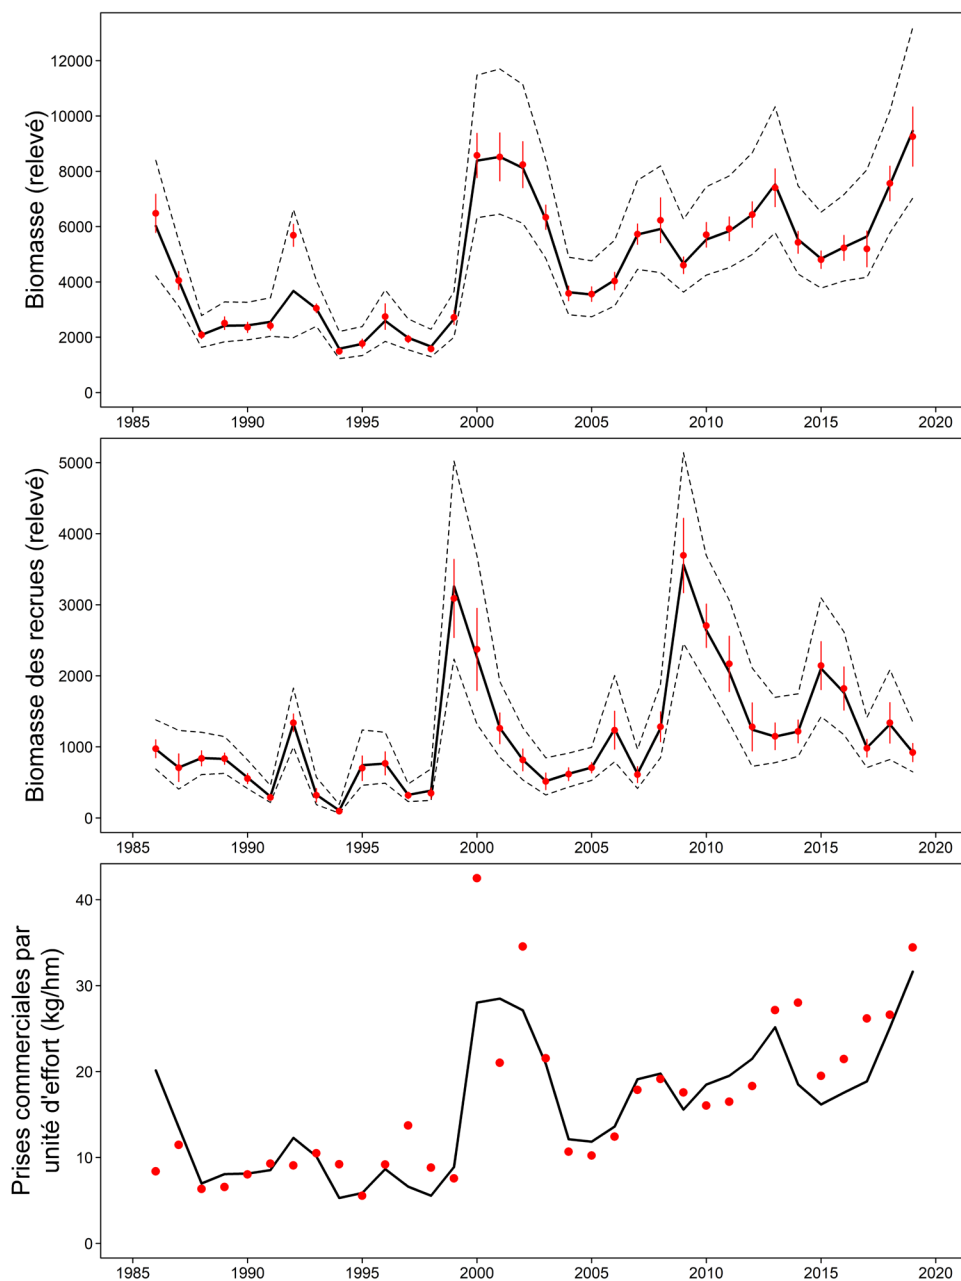 Biomasse (relevé)
12000
10000
8000
6000
4000
2000
0
1985 1990 1995 2000 2005 2010 2015 2020
Biomasse des recrues (relevé)
5000
4000
3000
2000
1000
0
1985 1990 1995 2000 2005 2010 2015 2020
Prises commerciales par
unité d'effort (kg/hm)
40
30
20
10
0
1985 1990 1995 2000 2005 2010 2015 2020